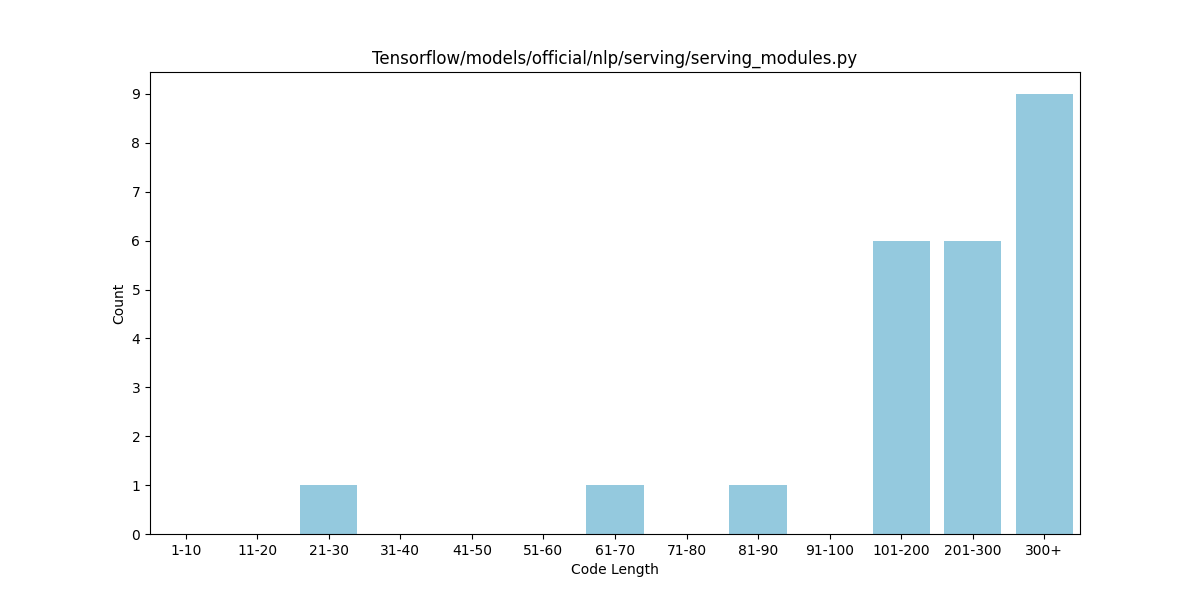 Tensorflow/models/official/nlp/serving/serving_modules.py
9
8
7
6
5
4
3
2
1
0
Count
1-10 11-20 21-30 31-40 41-50 51-60 61-70 71-80 81-90 91-100 101-200 201-300 300+
Code Length